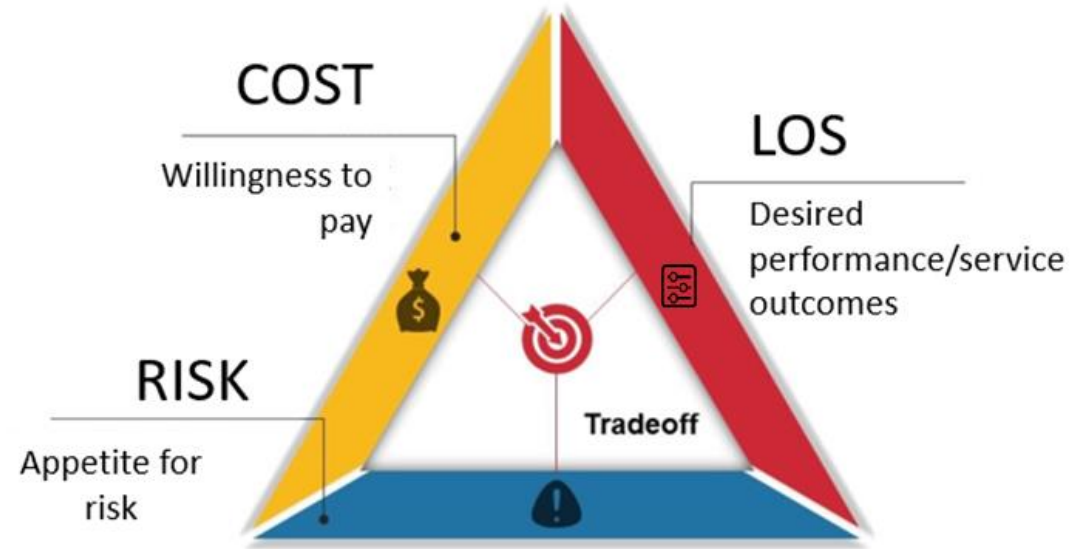 COST
Willingness to
pay
LOS
Desired
performance/service
outcomes
$
RISK
Appetite for
risk
Tradeoff
!